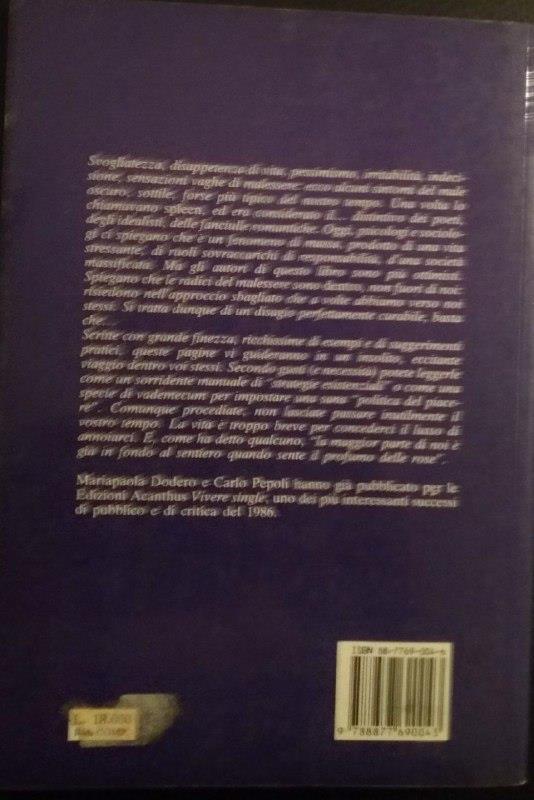 Svogliatezza, disappetenza di vita, pessimismo, irritabilità, indeci-
sione, sensazioni vaghe di malessere: ecco alcuni sintomi del male
oscuro, sottile, forse più tipico del nostro tempo. Una volta lo
chiamavano spleen, ed era considerato il... distintivo dei poeti,
degli idealisti, delle fanciulle romantiche. Oggi, psicologi e sociolo-
gi ci spiegano che è un fenomeno di massa, prodotto di una vita
stressante, di ruoli sovraccarichi di responsabilità, d'una società
massificata. Ma gli autori di questo libro sono più ottimisti.
Spiegano che le radici del malessere sono dentro, non fuori di noi:
risiedono nell'approccio sbagliato che a volte abbiamo verso noi
stessi. Si tratta dunque di un disagio perfettamente curabile, basta
che...
Scritte con grande finezza, ricchissime di esempi e di suggerimenti
pratici, queste pagine vi guideranno in un insolito, eccitante
viaggio dentro voi stessi. Secondo gusti (e necessità) potete leggerle
come un sorridente manuale di "strategie esistenziali" o come una
specie di vademecum per impostare una sana "politica del piace-
re". Comunque procediate, non lasciate passare inutilmente il
vostro tempo. La vita è troppo breve per concederci il lusso di
annoiarci. E, come ha detto qualcuno, "la maggior parte di noi è
già in fondo al sentiero quando sente il profumo delle rose".
Mariapaola Dodero e Carlo Pepoli hanno già pubblicato per le
Edizioni Acanthus Vivere single, uno dei più interessanti successi
di pubblico e di critica del 1986.
ISBN 88-7769-004-6
9 788877 690043
L. 18.000